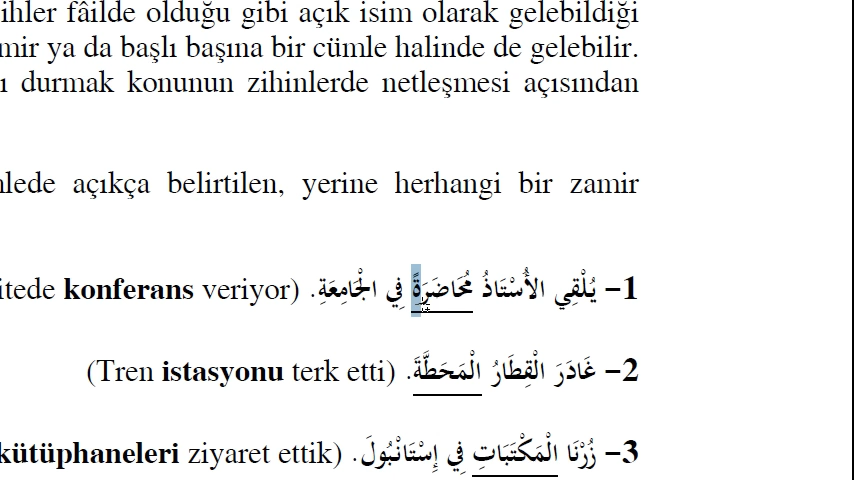 ihler fâilde olduğu gibi açık isim olarak gelebildiği
mir ya da başlı başına bir cümle halinde de gelebilir.
ı durmak konunun zihinlerde netleşmesi açısından
lede açıkça belirtilen, yerine herhangi bir zamir
1– يُلْقِي الأُسْتَاذُ مُحَاضَرَةً فِي الْجَامِعَةِ. (itede konferans veriyor)
2– غَادَرَ الْقِطَارُ الْمَحَطَّةَ. (Tren istasyonu terk etti)
3– زُرْنَا الْمَكْتَبَاتِ فِي إِسْتَانْبُولَ. (kütüphaneleri ziyaret ettik)